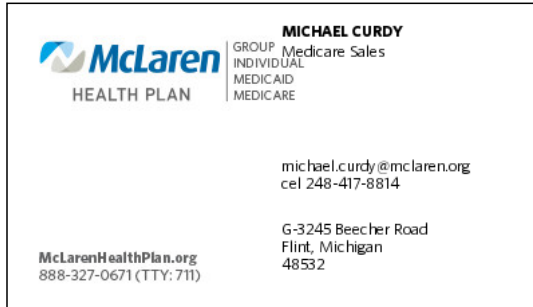 McLaren
HEALTH PLAN
GROUP
INDIVIDUAL
MEDICAID
MEDICARE
MICHAEL CURDY
Medicare Sales
michael.curdy@mclaren.org
cel 248-417-8814
G-3245 Beecher Road
Flint, Michigan
48532
McLarenHealthPlan.org
888-327-0671 (TTY: 711)